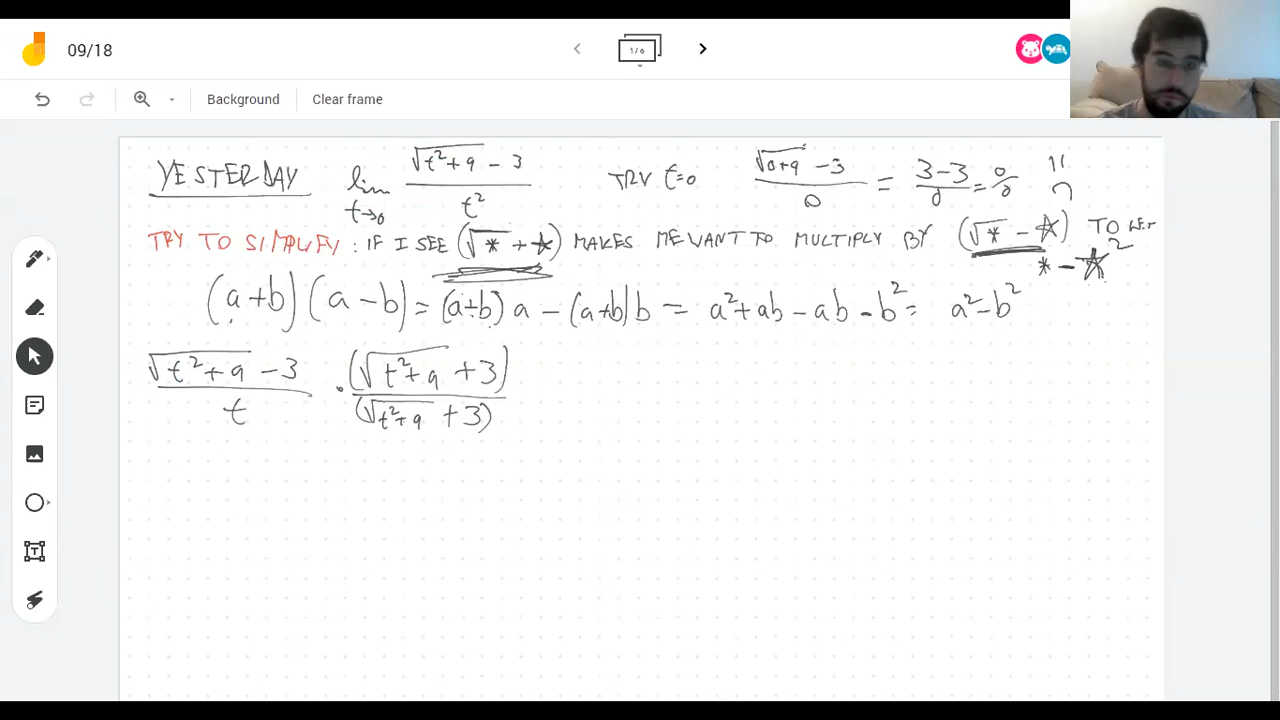 09/18
1/6
Background
Clear frame
YESTERDAY lim t→0 (√(t²+9) - 3)/t² TRY t=0 (√(0+9) - 3)/0 = (3-3)/0 = 0/0 "
TRY TO SIMPLIFY: IF I SEE (√* + ☆) MAKES ME WANT TO MULTIPLY BY (√* - ☆) TO
* - ☆²
(a+b)(a-b) = (a+b)a - (a+b)b = a²+ab-ab-b² = a²-b²
(√(t²+9) - 3)/t · (√(t²+9) + 3)/(√(t²+9) + 3)